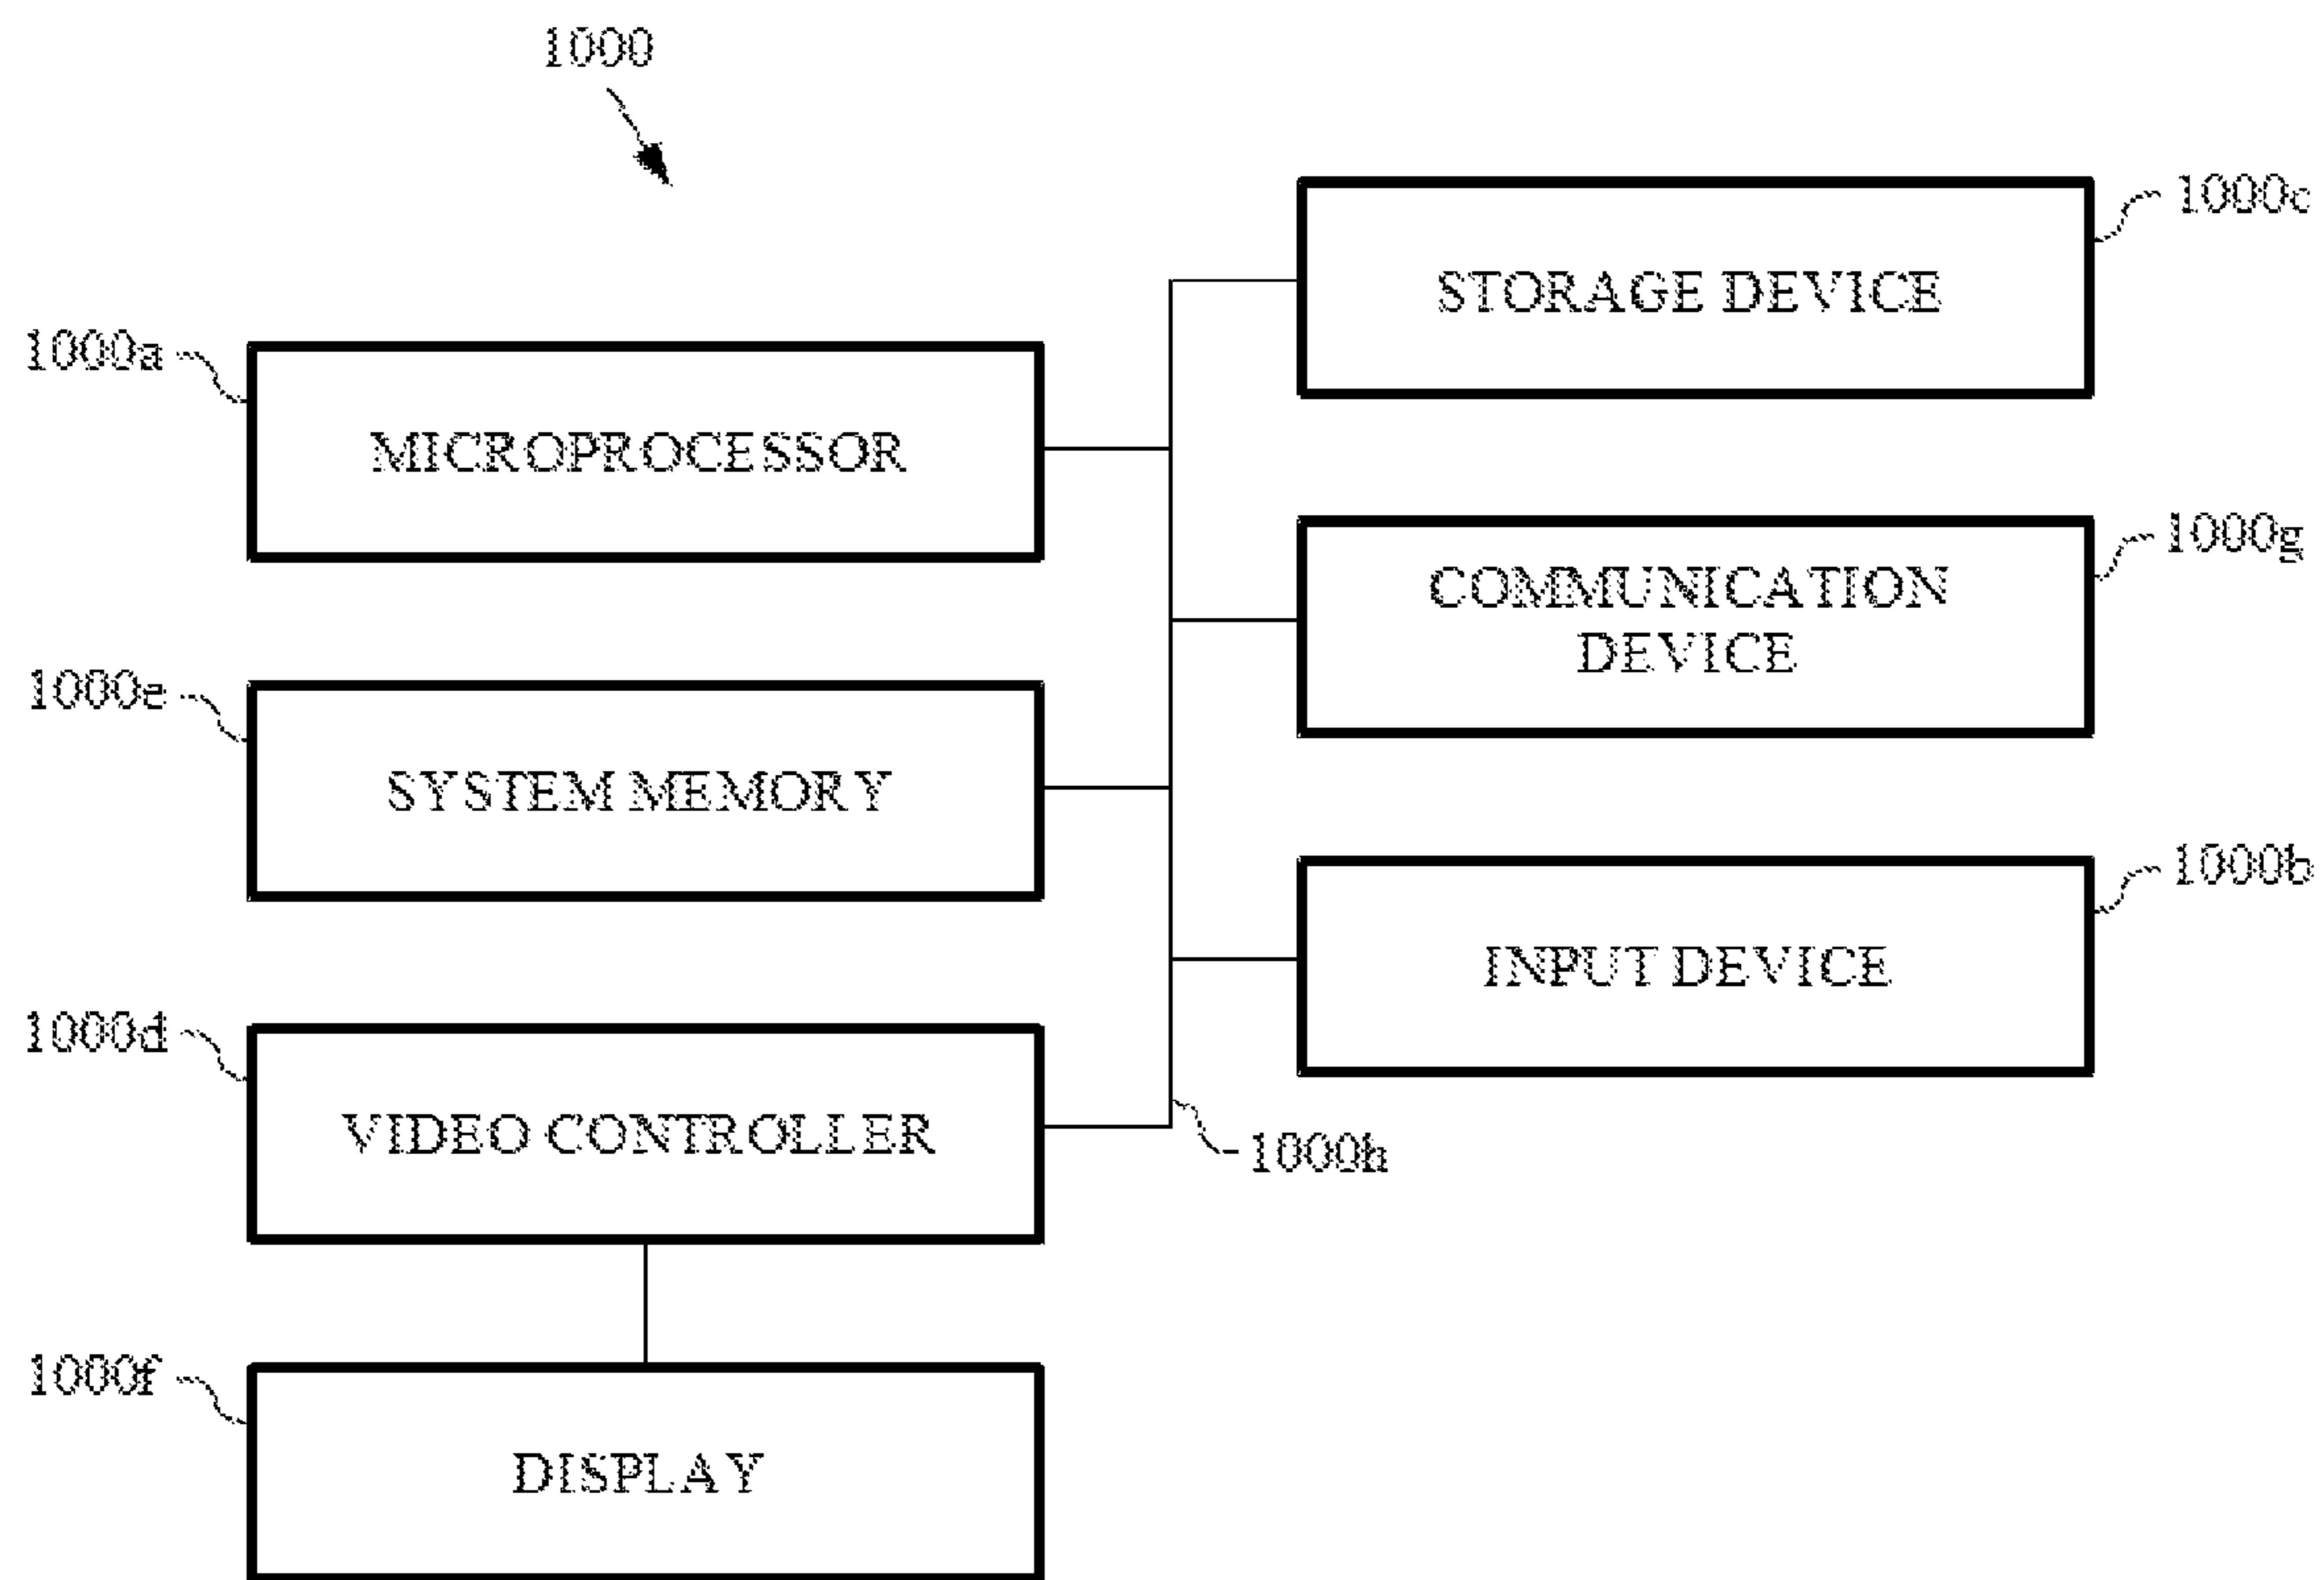 1000
1000c
STORAGE DEVICE
1000a
MICROPROCESSOR
1000g
COMMUNICATION
DEVICE
1000e
SYSTEM MEMORY
1000b
INPUT DEVICE
1000d
VIDEO CONTROLLER
1000h
1000f
DISPLAY